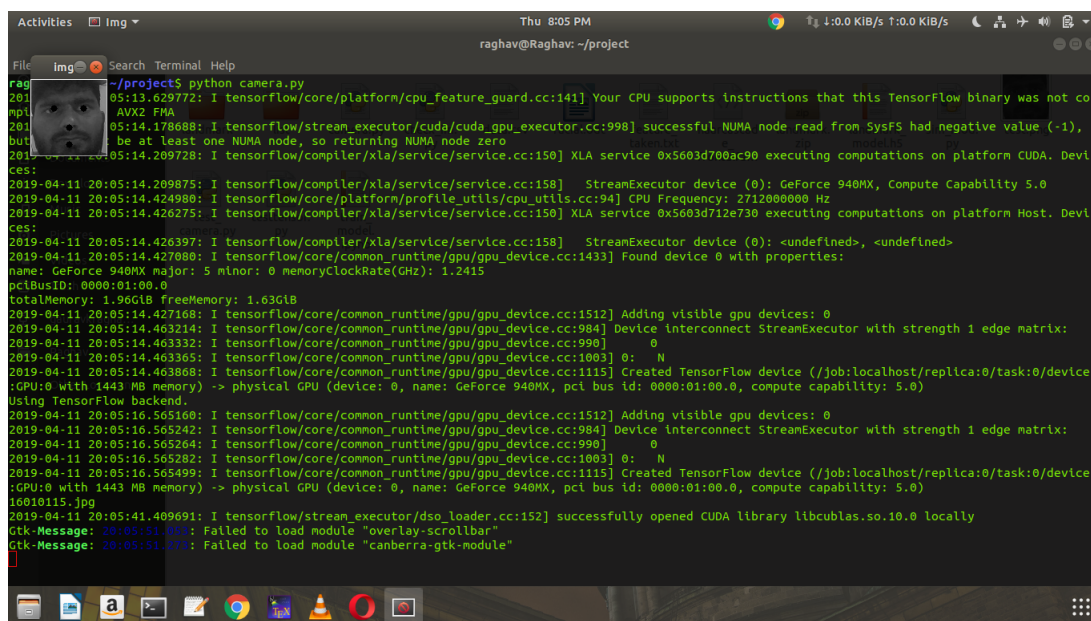 Activities Img Thu 8:05 PM ↓:0.0 KiB/s ↑:0.0 KiB/s
raghav@Raghav: ~/project
File img Search Terminal Help
rag ~/project$ python camera.py
201 05:13.629772: I tensorflow/core/platform/cpu_feature_guard.cc:141] Your CPU supports instructions that this TensorFlow binary was not co
mpi AVX2 FMA
201 05:14.178688: I tensorflow/stream_executor/cuda/cuda_gpu_executor.cc:998] successful NUMA node read from SysFS had negative value (-1),
but be at least one NUMA node, so returning NUMA node zero
2019-04-11 20:05:14.209728: I tensorflow/compiler/xla/service/service.cc:150] XLA service 0x5603d700ac90 executing computations on platform CUDA. Devi
ces:
2019-04-11 20:05:14.209875: I tensorflow/compiler/xla/service/service.cc:158] StreamExecutor device (0): GeForce 940MX, Compute Capability 5.0
2019-04-11 20:05:14.424980: I tensorflow/core/platform/profile_utils/cpu_utils.cc:94] CPU Frequency: 2712000000 Hz
2019-04-11 20:05:14.426275: I tensorflow/compiler/xla/service/service.cc:150] XLA service 0x5603d712e730 executing computations on platform Host. Devi
ces:
2019-04-11 20:05:14.426397: I tensorflow/compiler/xla/service/service.cc:158] StreamExecutor device (0): <undefined>, <undefined>
2019-04-11 20:05:14.427080: I tensorflow/core/common_runtime/gpu/gpu_device.cc:1433] Found device 0 with properties:
name: GeForce 940MX major: 5 minor: 0 memoryClockRate(GHz): 1.2415
pciBusID: 0000:01:00.0
totalMemory: 1.96GiB freeMemory: 1.63GiB
2019-04-11 20:05:14.427168: I tensorflow/core/common_runtime/gpu/gpu_device.cc:1512] Adding visible gpu devices: 0
2019-04-11 20:05:14.463214: I tensorflow/core/common_runtime/gpu/gpu_device.cc:984] Device interconnect StreamExecutor with strength 1 edge matrix:
2019-04-11 20:05:14.463332: I tensorflow/core/common_runtime/gpu/gpu_device.cc:990] 0
2019-04-11 20:05:14.463365: I tensorflow/core/common_runtime/gpu/gpu_device.cc:1003] 0: N
2019-04-11 20:05:14.463868: I tensorflow/core/common_runtime/gpu/gpu_device.cc:1115] Created TensorFlow device (/job:localhost/replica:0/task:0/device
:GPU:0 with 1443 MB memory) -> physical GPU (device: 0, name: GeForce 940MX, pci bus id: 0000:01:00.0, compute capability: 5.0)
Using TensorFlow backend.
2019-04-11 20:05:16.565160: I tensorflow/core/common_runtime/gpu/gpu_device.cc:1512] Adding visible gpu devices: 0
2019-04-11 20:05:16.565242: I tensorflow/core/common_runtime/gpu/gpu_device.cc:984] Device interconnect StreamExecutor with strength 1 edge matrix:
2019-04-11 20:05:16.565264: I tensorflow/core/common_runtime/gpu/gpu_device.cc:990] 0
2019-04-11 20:05:16.565282: I tensorflow/core/common_runtime/gpu/gpu_device.cc:1003] 0: N
2019-04-11 20:05:16.565499: I tensorflow/core/common_runtime/gpu/gpu_device.cc:1115] Created TensorFlow device (/job:localhost/replica:0/task:0/device
:GPU:0 with 1443 MB memory) -> physical GPU (device: 0, name: GeForce 940MX, pci bus id: 0000:01:00.0, compute capability: 5.0)
16010115.jpg
2019-04-11 20:05:41.409691: I tensorflow/stream_executor/dso_loader.cc:152] successfully opened CUDA library libcublas.so.10.0 locally
Gtk-Message: : Failed to load module "overlay-scrollbar"
Gtk-Message: : Failed to load module "canberra-gtk-module"